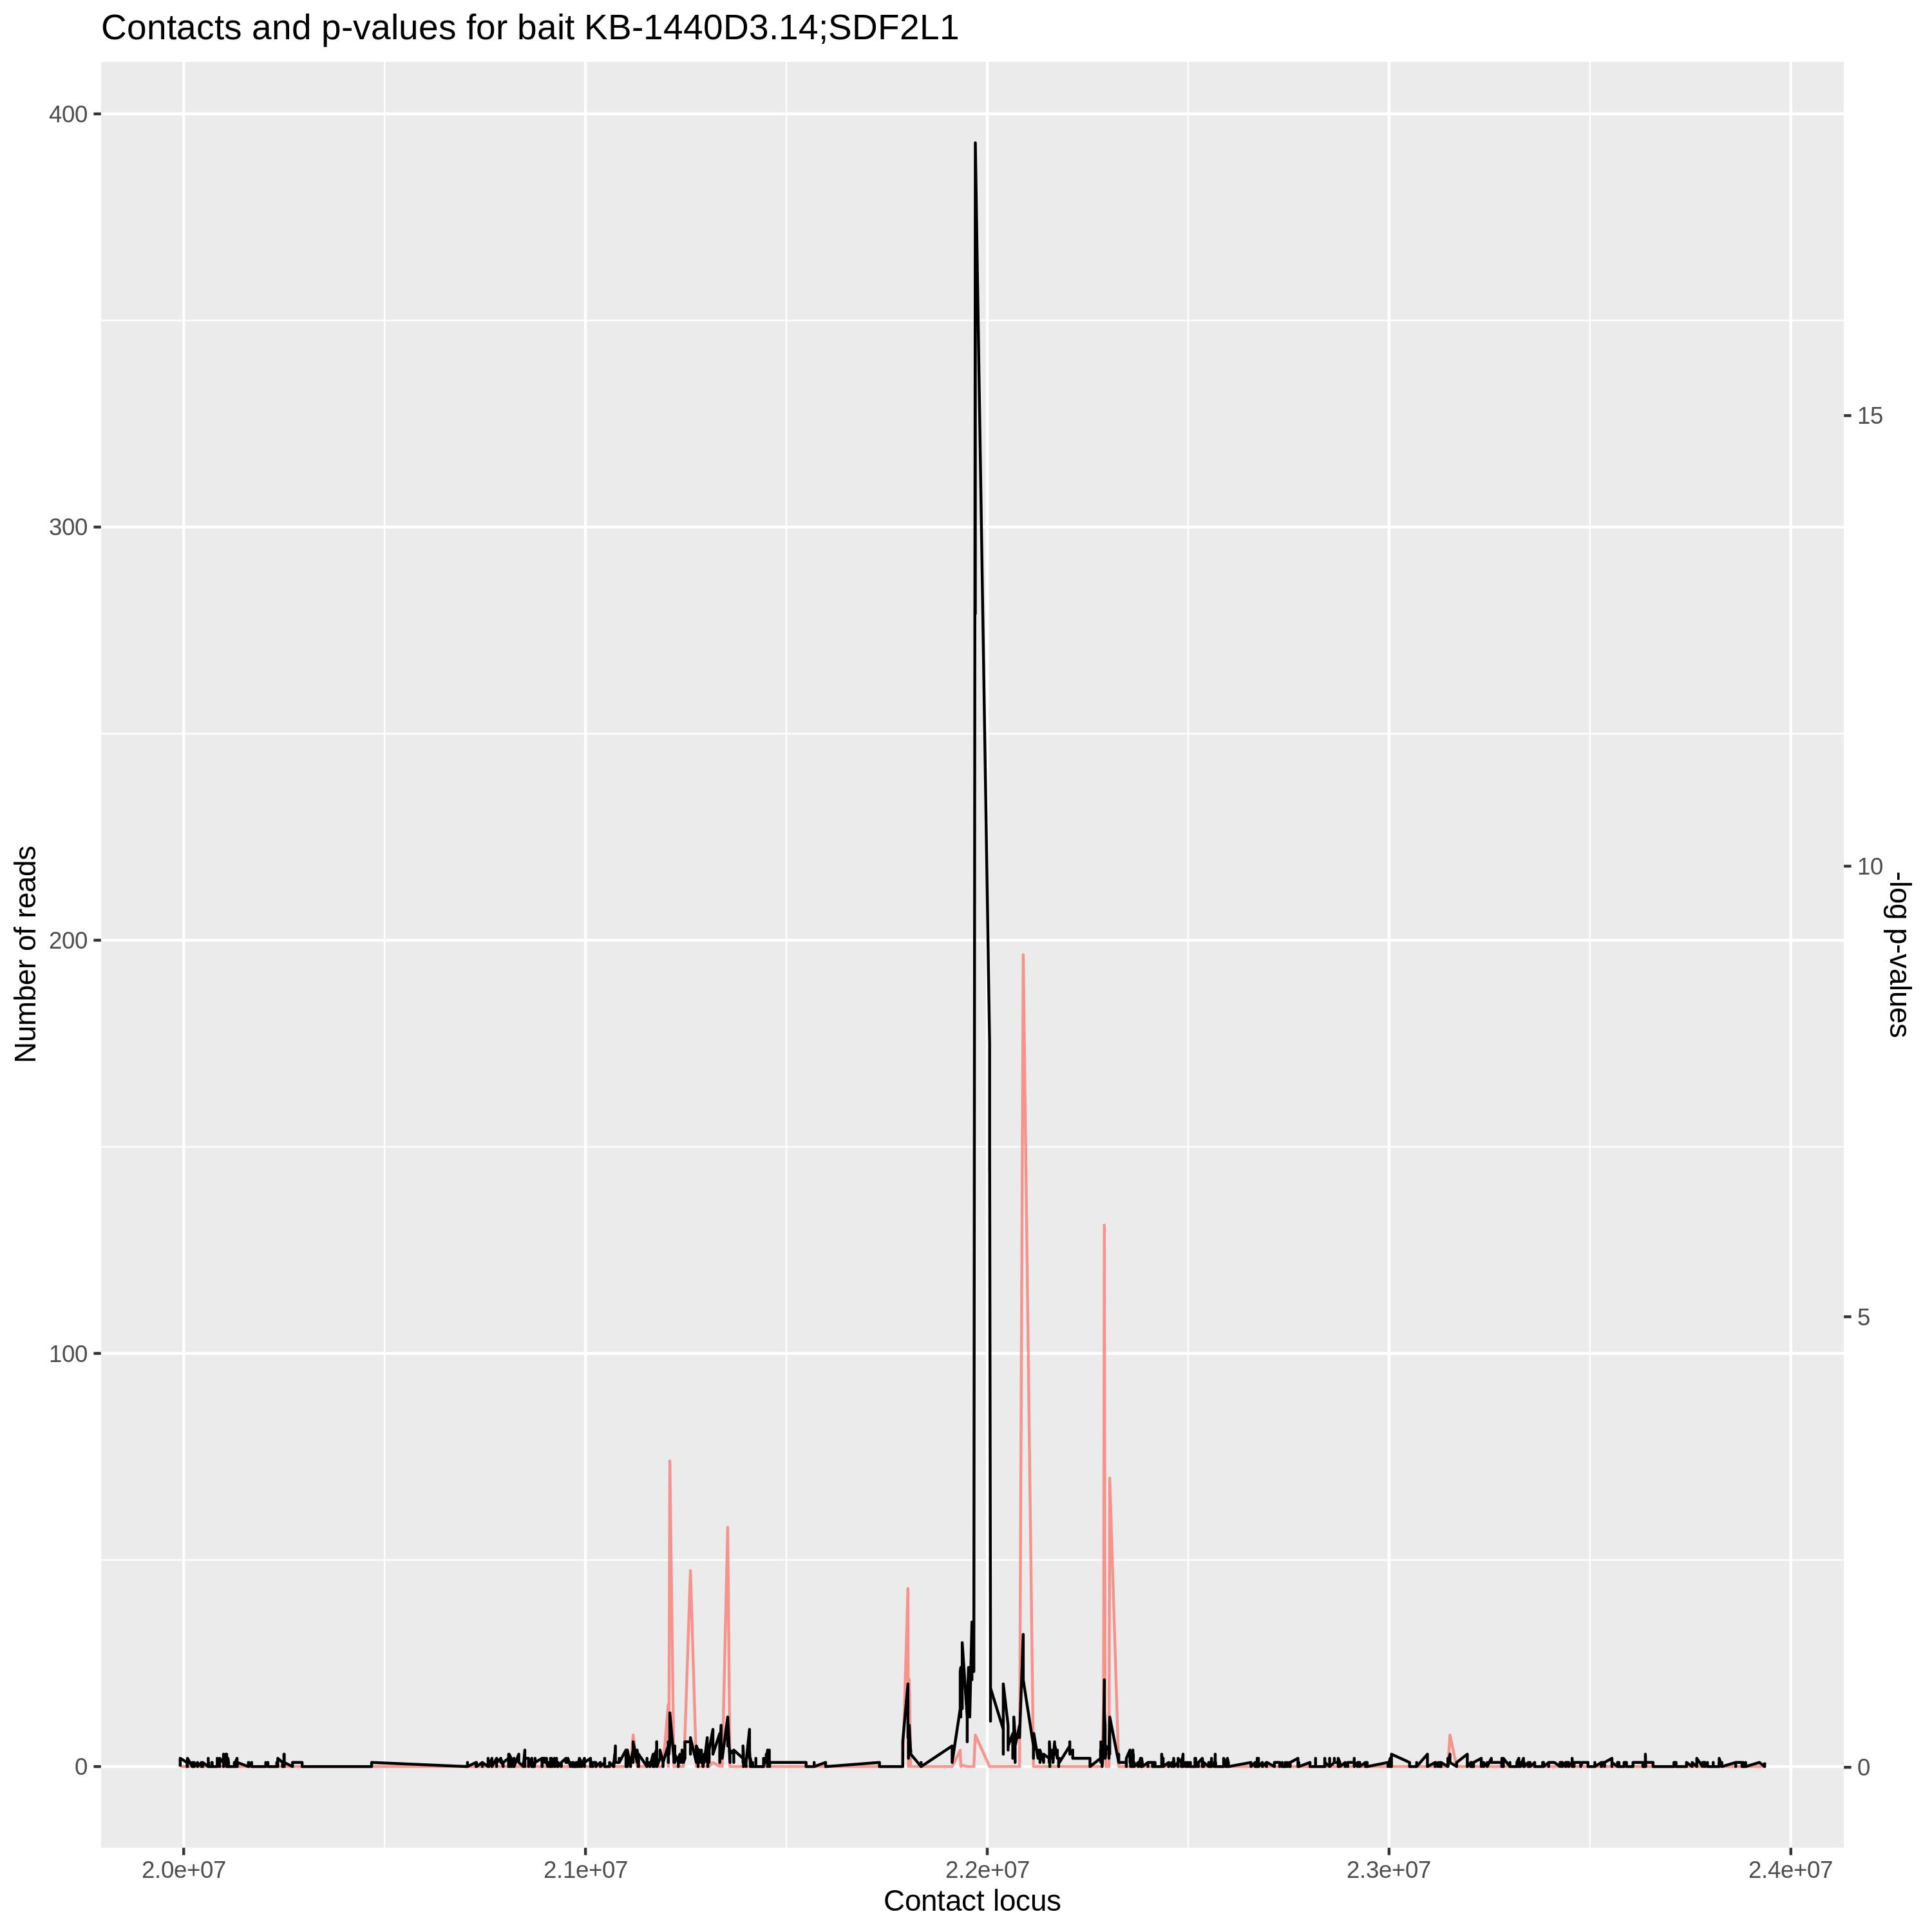 Contacts and p-values for bait KB-1440D3.14;SDF2L1
400
300
200
100
0
Number of reads
15
10
5
0
-log p-values
2.0e+07
2.1e+07
2.2e+07
2.3e+07
2.4e+07
Contact locus